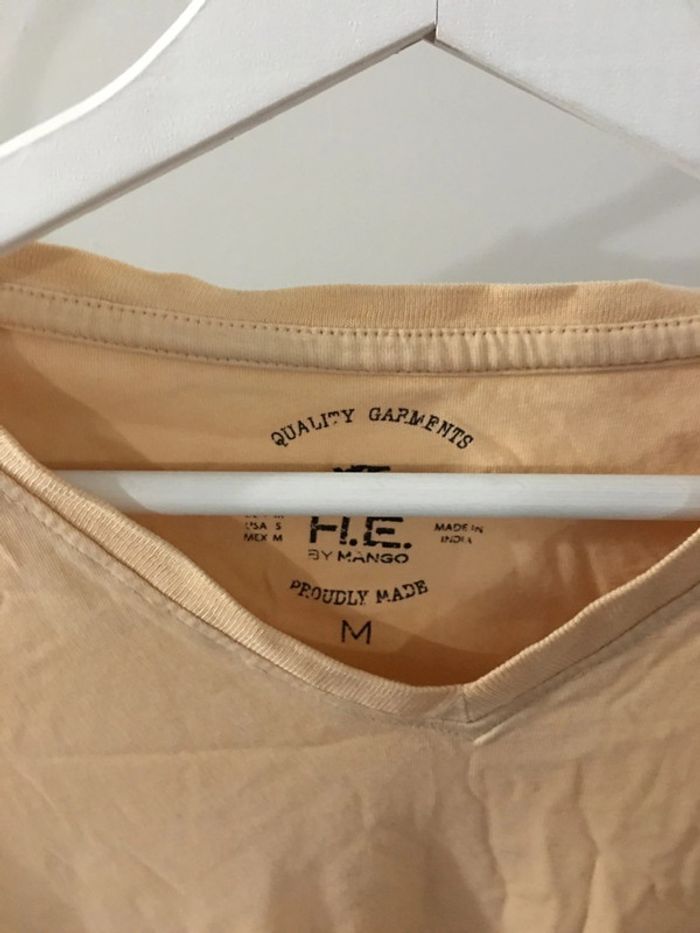 QUALITY GARMENTS
USA S
MEX M
H.E.
BY MANGO
MADE IN
INDIA
PROUDLY MADE
M